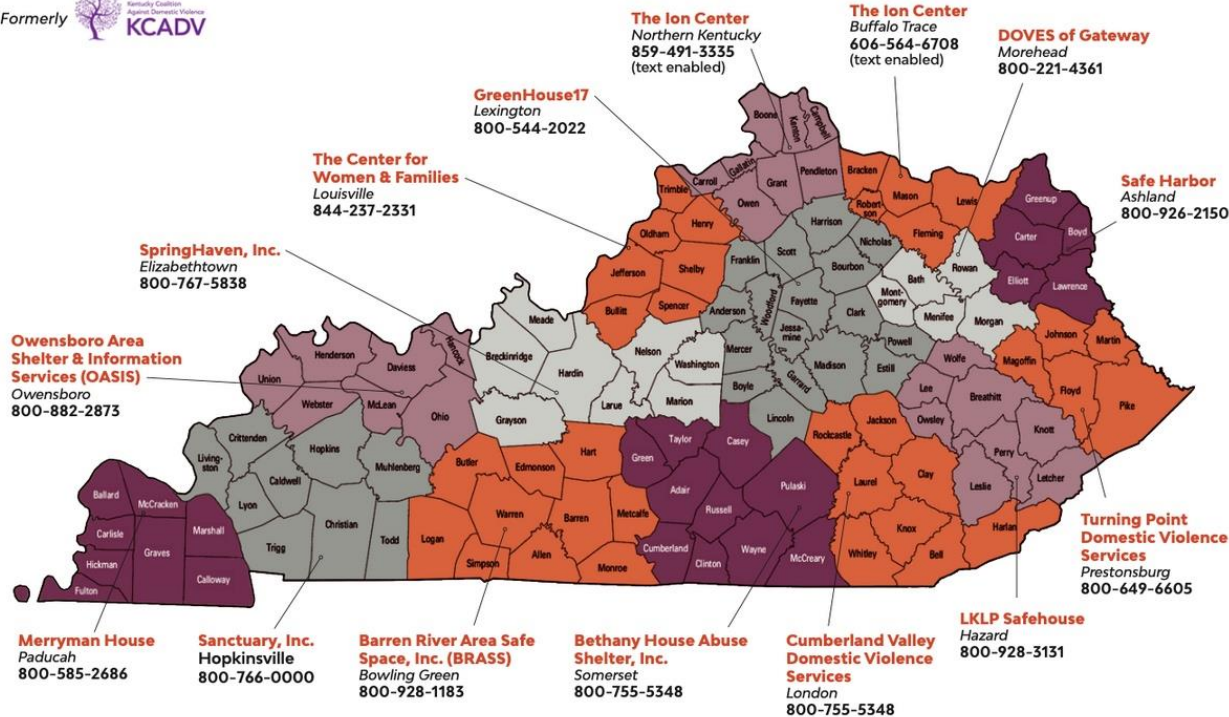 Formerly
Kentucky Coalition
Against Domestic Violence
KCADV
The Ion Center
Northern Kentucky
859-491-3335
(text enabled)
The Ion Center
Buffalo Trace
606-564-6708
(text enabled)
DOVES of Gateway
Morehead
800-221-4361
GreenHouse17
Lexington
800-544-2022
The Center for
Women & Families
Louisville
844-237-2331
Safe Harbor
Ashland
800-926-2150
SpringHaven, Inc.
Elizabethtown
800-767-5838
Owensboro Area
Shelter & Information
Services (OASIS)
Owensboro
800-882-2873
Boone
Kenton
Campbell
Gallatin
Carroll
Grant
Pendleton
Owen
Bracken
Mason
Robert-
son
Lewis
Fleming
Greenup
Carter
Boyd
Elliott
Lawrence
Trimble
Henry
Oldham
Jefferson
Shelby
Bullitt
Spencer
Harrison
Scott
Nicholas
Franklin
Bourbon
Woodford
Fayette
Anderson
Clark
Jessa-
mine
Mercer
Madison
Powell
Estill
Boyle
Garrard
Lincoln
Rowan
Bath
Mont-
gomery
Menifee
Morgan
Johnson
Martin
Magoffin
Floyd
Pike
Wolfe
Lee
Breathitt
Owsley
Knott
Perry
Leslie
Letcher
Meade
Breckinridge
Hardin
Nelson
Washington
Larue
Marion
Grayson
Hancock
Henderson
Daviess
Union
Webster
McLean
Ohio
Crittenden
Living-
ston
Hopkins
Caldwell
Muhlenberg
Lyon
Christian
Trigg
Todd
Butler
Edmonson
Hart
Warren
Barren
Metcalfe
Logan
Simpson
Allen
Monroe
Taylor
Casey
Green
Adair
Pulaski
Russell
Cumberland
Wayne
Clinton
McCreary
Rockcastle
Jackson
Laurel
Clay
Knox
Whitley
Bell
Harlan
Ballard
McCracken
Carlisle
Graves
Marshall
Hickman
Calloway
Fulton
Merryman House
Paducah
800-585-2686
Sanctuary, Inc.
Hopkinsville
800-766-0000
Barren River Area Safe
Space, Inc. (BRASS)
Bowling Green
800-928-1183
Bethany House Abuse
Shelter, Inc.
Somerset
800-755-5348
Cumberland Valley
Domestic Violence
Services
London
800-755-5348
LKLP Safehouse
Hazard
800-928-3131
Turning Point
Domestic Violence
Services
Prestonsburg
800-649-6605